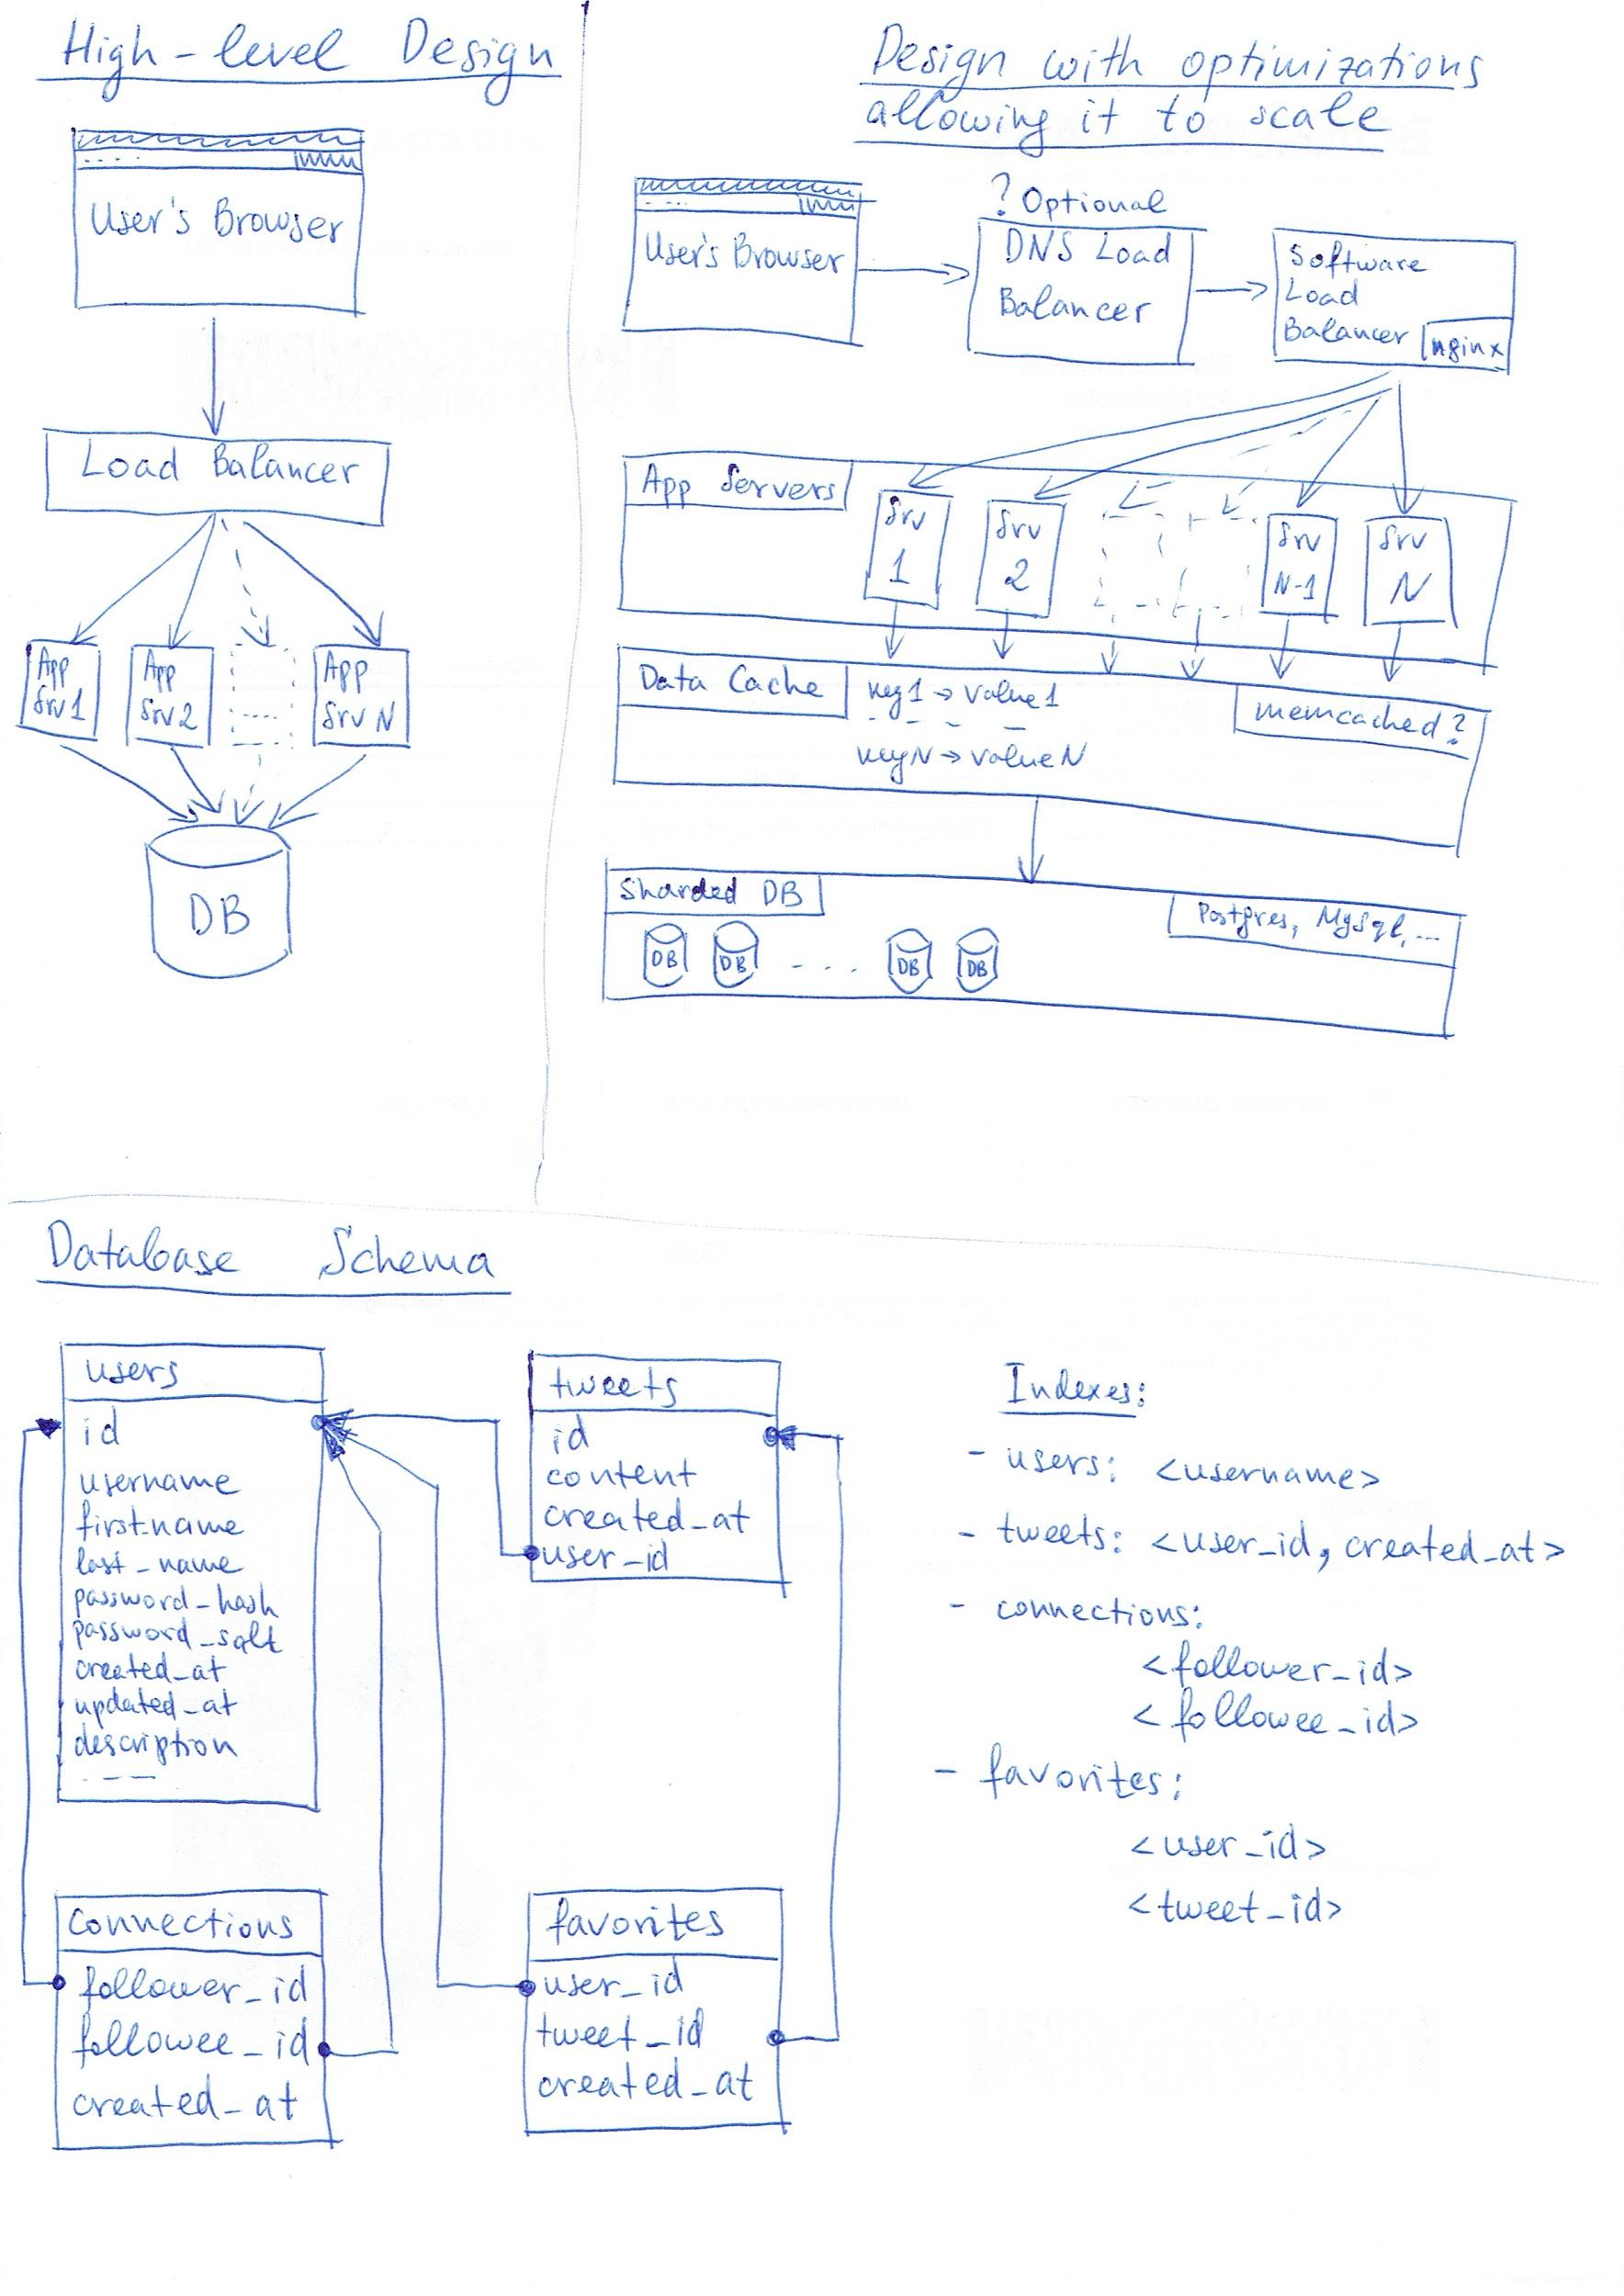 High-level Design
User's Browser
Load Balancer
App
Srv 1
App
Srv 2
....
App
Srv N
DB
Design with optimizations
allowing it to scale
User's Browser
? Optional
DNS Load
Balancer
Software
Load
Balancer
nginx
App Servers
Srv
1
Srv
2
Srv
N-1
Srv
N
Data Cache
key1 → value1
keyN → valueN
memcached?
Sharded DB
Postgres, MySql, ...
DB
DB
. . .
DB
DB
Database Schema
users
id
username
first_name
last_name
password_hash
password_salt
created_at
updated_at
description
tweets
id
content
created_at
user_id
connections
follower_id
followee_id
created_at
favorites
user_id
tweet_id
created_at
Indexes:
- users: <username>
- tweets: <user_id, created_at>
- connections:
<follower_id>
<followee_id>
- favorites:
<user_id>
<tweet_id>